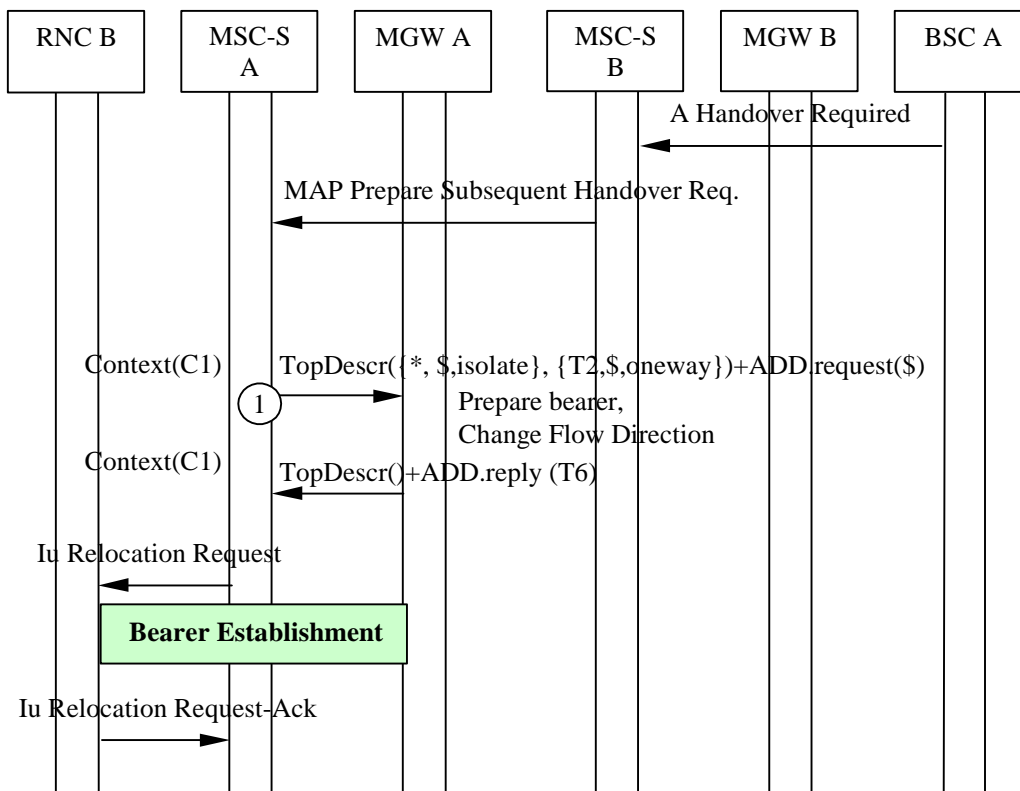 RNC B
MSC-S
A
MGW A
MSC-S
B
MGW B
BSC A
A Handover Required
MAP Prepare Subsequent Handover Req.
Context(C1)
TopDescr({*, $,isolate}, {T2,$,oneway})+ADD.request($)
1
Prepare bearer,
Change Flow Direction
Context(C1)
TopDescr()+ADD.reply (T6)
Iu Relocation Request
Bearer Establishment
Iu Relocation Request-Ack